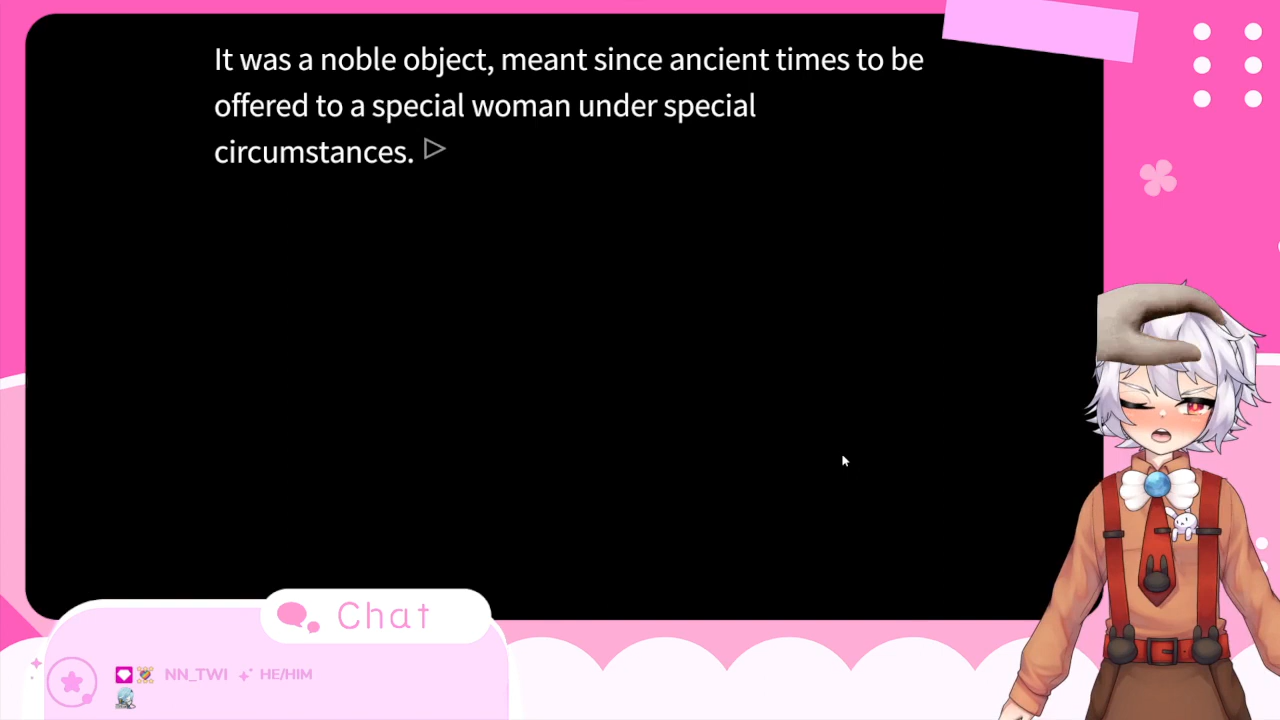 It was a noble object, meant since ancient times to be
offered to a special woman under special
circumstances.
Chat
NN_TWI HE/HIM